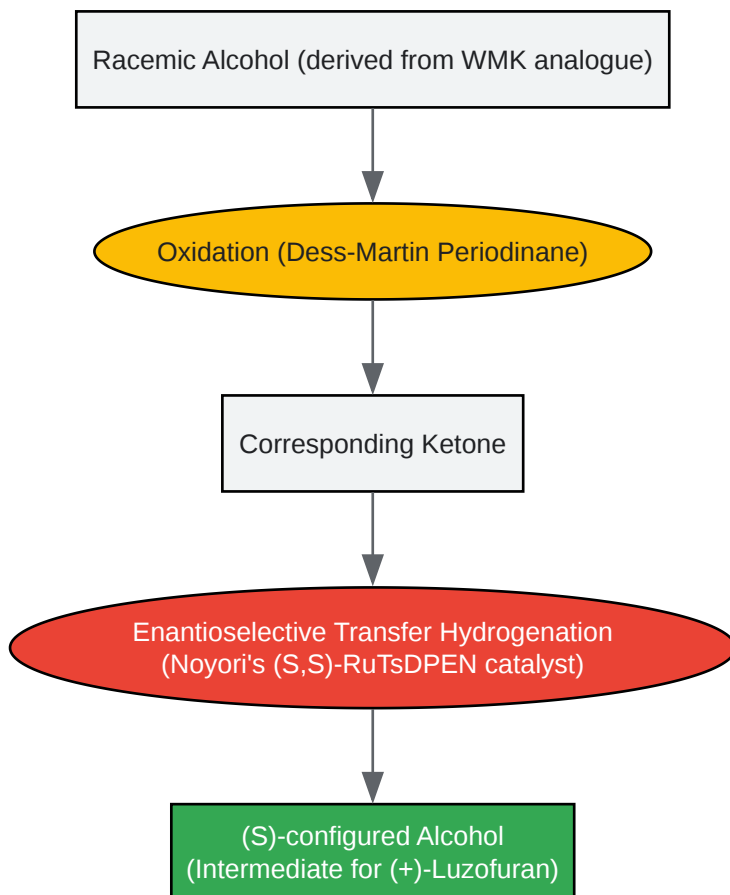 Racemic Alcohol (derived from WMK analogue)
Oxidation (Dess-Martin Periodinane)
Corresponding Ketone
Enantioselective Transfer Hydrogenation
(Noyori's (S,S)-RuTsDPEN catalyst)
(S)-configured Alcohol
(Intermediate for (+)-Luzofuran)